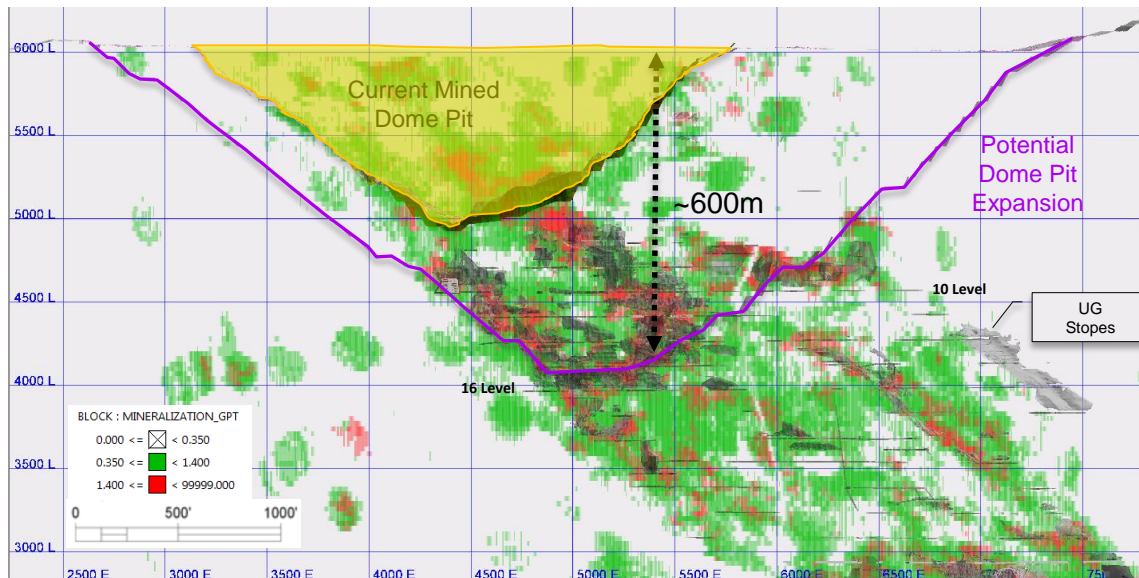 6000 L
Current Mined
Dome Pit
5500 L
Potential
Dome Pit
Expansion
~600m
5000 L
4500 L
10 Level
UG
Stopes
4000 L
16 Level
BLOCK : MINERALIZATION_GPT
0.000 <= < 0.350
0.350 <= < 1.400
1.400 <= < 99999.000
3500 L
0 500' 1000'
3000 L
2500 E 3000 E 3500 E 4000 E 4500 E 5000 E 5500 E 6000 E 6500 E